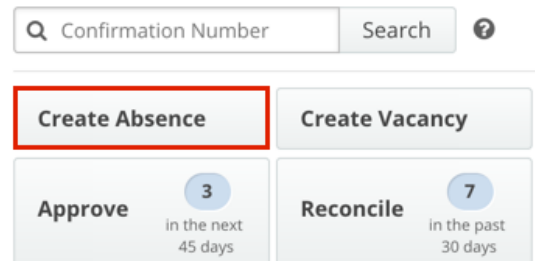 Confirmation Number Search ?
Create Absence Create Vacancy
Approve 3 in the next 45 days
Reconcile 7 in the past 30 days